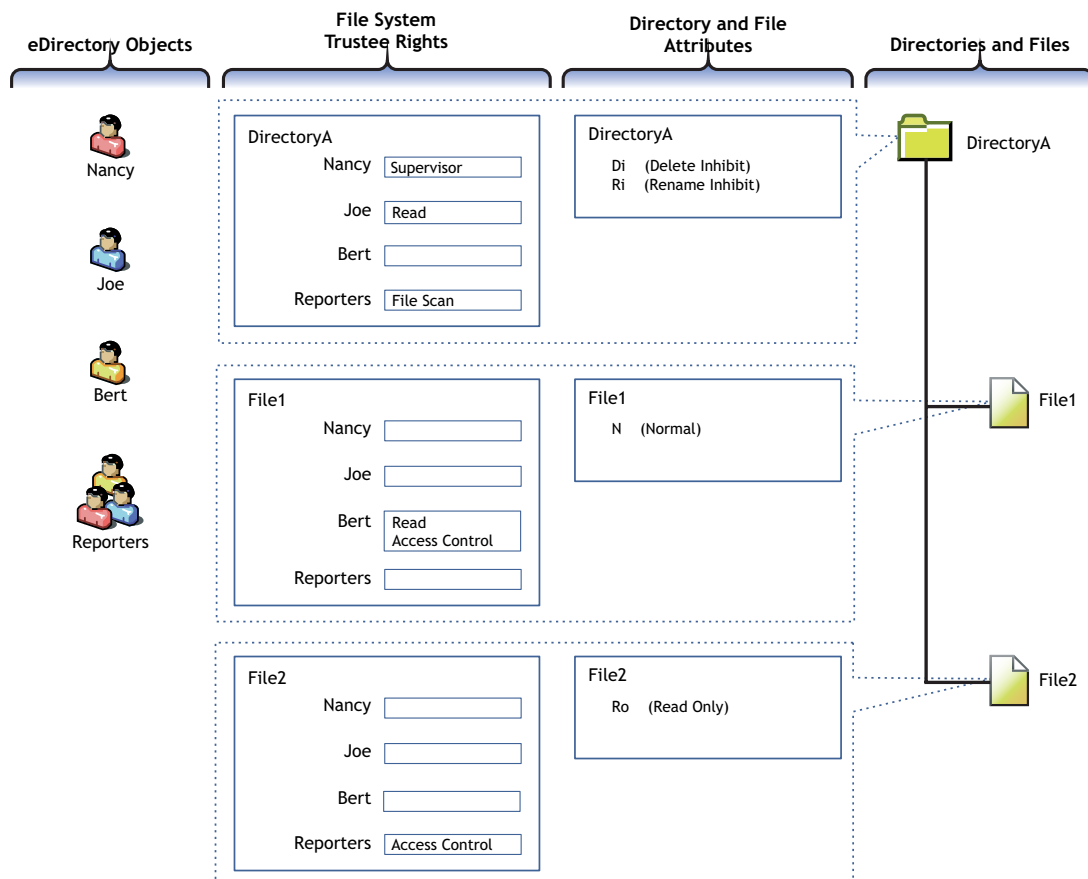 eDirectory Objects
File System
Trustee Rights
Directory and File
Attributes
Directories and Files
Nancy
Joe
Bert
Reporters
DirectoryA
Nancy Supervisor
Joe Read
Bert
Reporters File Scan
DirectoryA
Di (Delete Inhibit)
Ri (Rename Inhibit)
DirectoryA
File1
Nancy
Joe
Bert Read
Access Control
Reporters
File1
N (Normal)
File1
File2
Nancy
Joe
Bert
Reporters Access Control
File2
Ro (Read Only)
File2